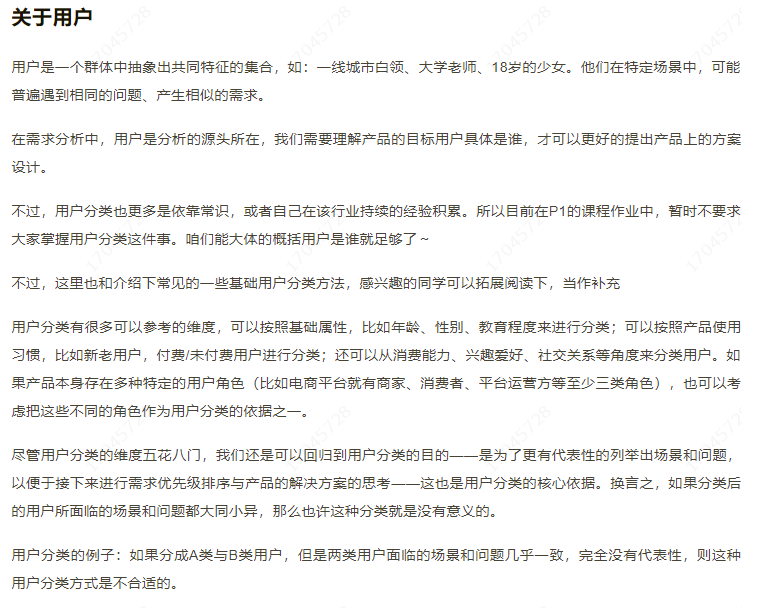 关于用户
用户是一个群体中抽象出共同特征的集合，如：一线城市白领、大学老师、18岁的少女。他们在特定场景中，可能
普遍遇到相同的问题、产生相似的需求。
在需求分析中，用户是分析的源头所在，我们需要理解产品的目标用户具体是谁，才可以更好的提出产品上的方案
设计。
不过，用户分类也更多是依靠常识，或者自己在该行业持续的经验积累。所以目前在P1的课程作业中，暂时不要求
大家掌握用户分类这件事。咱们能大体的概括用户是谁就足够了～
不过，这里也和介绍下常见的一些基础用户分类方法，感兴趣的同学可以拓展阅读下，当作补充
用户分类有很多可以参考的维度，可以按照基础属性，比如年龄、性别、教育程度来进行分类；可以按照产品使用
习惯，比如新老用户，付费/未付费用户进行分类；还可以从消费能力、兴趣爱好、社交关系等角度来分类用户。如
果产品本身存在多种特定的用户角色（比如电商平台就有商家、消费者、平台运营方等至少三类角色），也可以考
虑把这些不同的角色作为用户分类的依据之一。
尽管用户分类的维度五花八门，我们还是可以回归到用户分类的目的——是为了更有代表性的列举出场景和问题，
以便于接下来进行需求优先级排序与产品的解决方案的思考——这也是用户分类的核心依据。换言之，如果分类后
的用户所面临的场景和问题都大同小异，那么也许这种分类就是没有意义的。
用户分类的例子：如果分成A类与B类用户，但是两类用户面临的场景和问题几乎一致，完全没有代表性，则这种
用户分类方式是不合适的。
17045728